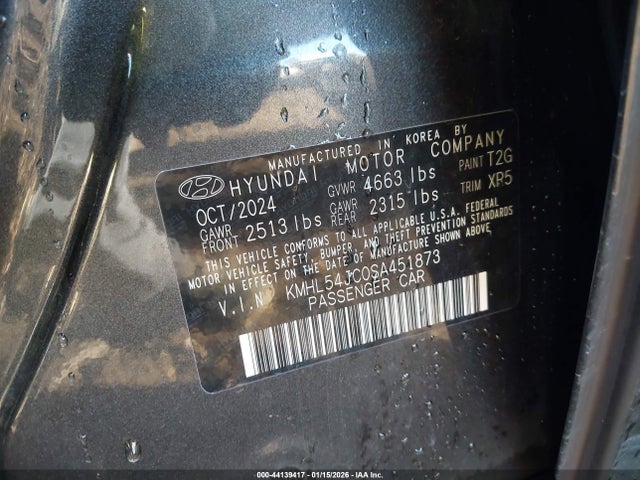 MANUFACTURED IN KOREA BY
HYUNDAI MOTOR COMPANY
OCT/2024 GVWR 4663 lbs PAINT T2G
GAWR FRONT 2513 lbs GAWR REAR 2315 lbs TRIM XR5
THIS VEHICLE CONFORMS TO ALL APPLICABLE U.S.A. FEDERAL
MOTOR VEHICLE SAFETY, BUMPER, AND THEFT PREVENTION STANDARDS
IN EFFECT ON THE DATE OF MANUFACTURE SHOWN ABOVE.
V.I.N KMHL54JC0SA451873
PASSENGER CAR
000-44139417 - 01/15/2026 - IAA Inc.